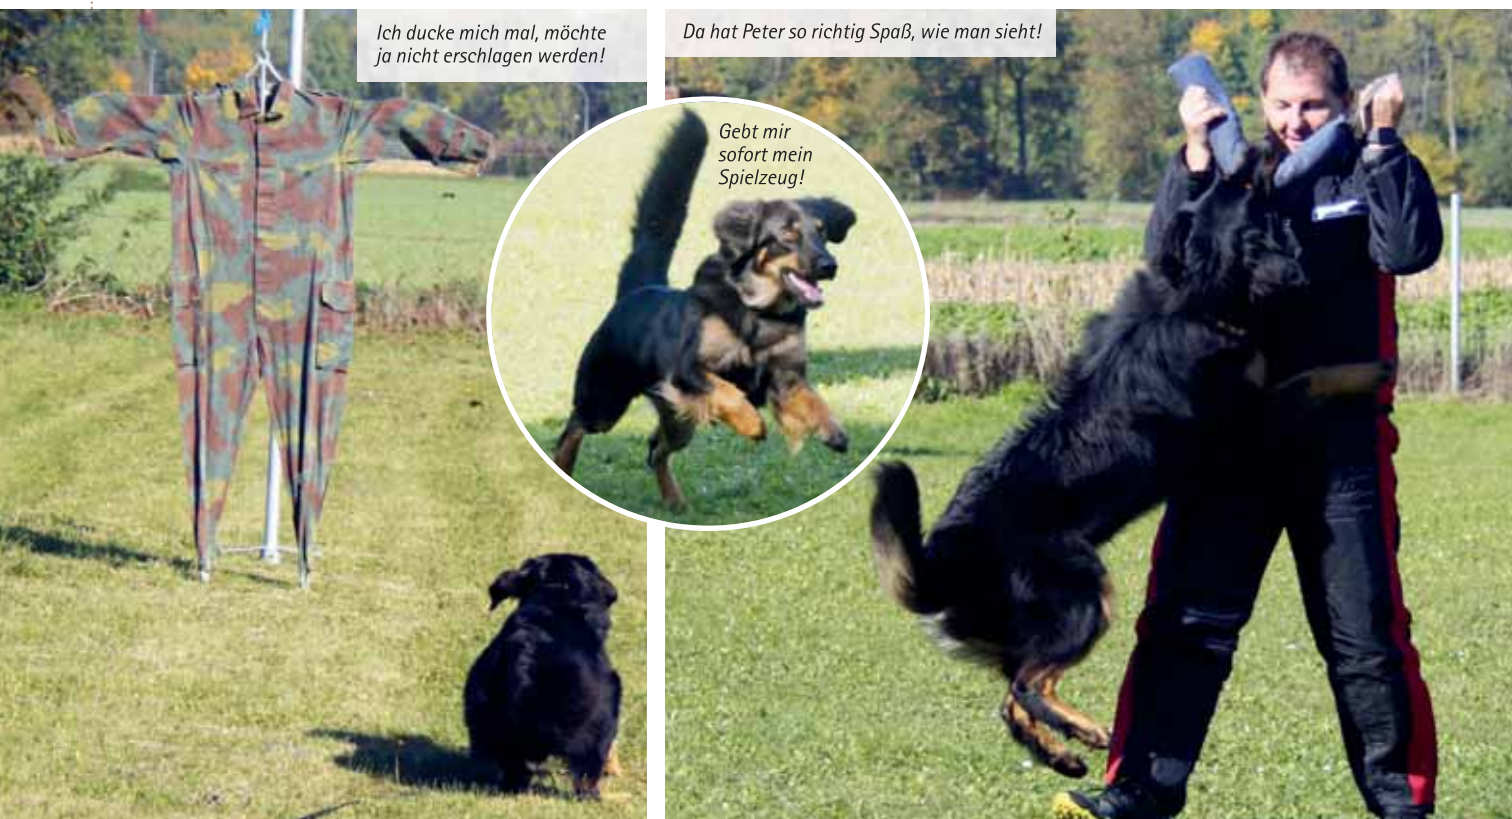 Ich ducke mich mal, möchte
ja nicht erschlagen werden!
Gebt mir
sofort mein
Spielzeug!
Da hat Peter so richtig Spaß, wie man sieht!